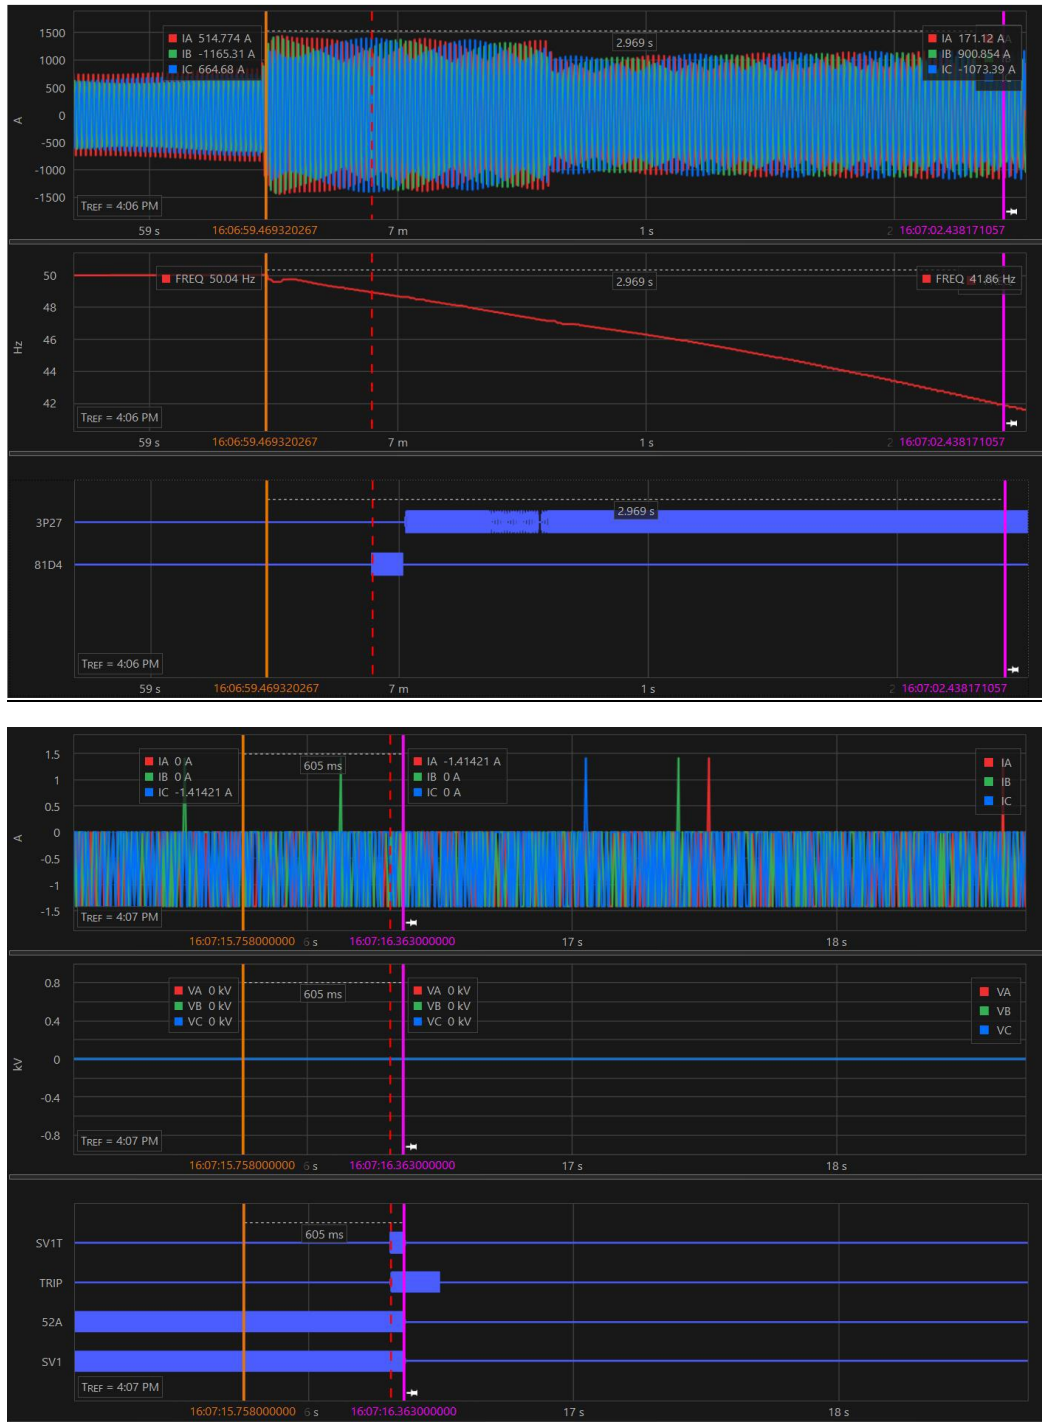 1500
1000
500
0
-500
-1000
-1500
A
IA 514.774 A
IB -1165.31 A
IC 664.68 A
2.969 s
IA 171.12 A
IB 900.854 A
IC -1073.39 A
TREF = 4:06 PM
59 s
16:06:59.469320267
7 m
1 s
2
16:07:02.438171057
50
48
46
44
42
Hz
FREQ 50.04 Hz
2.969 s
FREQ 41.86 Hz
TREF = 4:06 PM
59 s
16:06:59.469320267
7 m
1 s
2
16:07:02.438171057
2.969 s
3P27
81D4
TREF = 4:06 PM
59 s
16:06:59.469320267
7 m
1 s
2
16:07:02.438171057
1.5
1
0.5
0
-0.5
-1
-1.5
A
IA 0 A
IB 0 A
IC -1.41421 A
605 ms
IA -1.41421 A
IB 0 A
IC 0 A
IA
IB
IC
TREF = 4:07 PM
16:07:15.758000000
6 s
16:07:16.363000000
17 s
18 s
0.8
0.4
0
-0.4
-0.8
kV
VA 0 kV
VB 0 kV
VC 0 kV
605 ms
VA 0 kV
VB 0 kV
VC 0 kV
VA
VB
VC
TREF = 4:07 PM
16:07:15.758000000
6 s
16:07:16.363000000
17 s
18 s
605 ms
SV1T
TRIP
52A
SV1
TREF = 4:07 PM
16:07:15.758000000
6 s
16:07:16.363000000
17 s
18 s